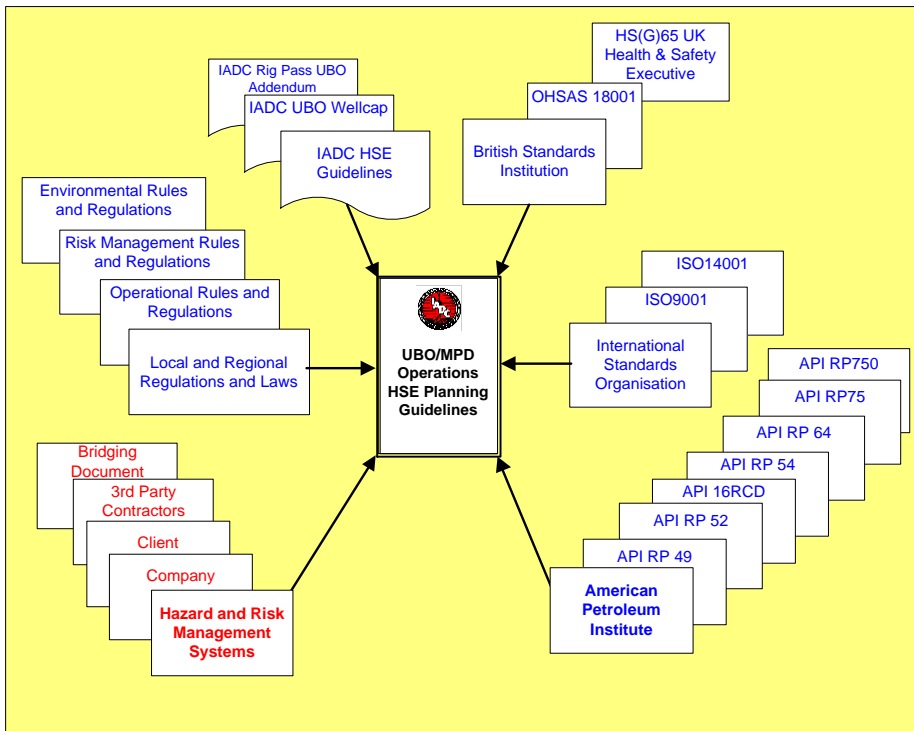 HS(G)65 UK
Health & Safety
Executive
OHSAS 18001
British Standards
Institution
IADC Rig Pass UBO
Addendum
IADC UBO Wellcap
IADC HSE
Guidelines
Environmental Rules
and Regulations
Risk Management Rules
and Regulations
Operational Rules and
Regulations
Local and Regional
Regulations and Laws
UBO/MPD
Operations
HSE Planning
Guidelines
ISO14001
ISO9001
International
Standards
Organisation
API RP750
API RP75
API RP 64
API RP 54
API 16RCD
API RP 52
API RP 49
American
Petroleum
Institute
Bridging
Document
3rd Party
Contractors
Client
Company
Hazard and Risk
Management
Systems